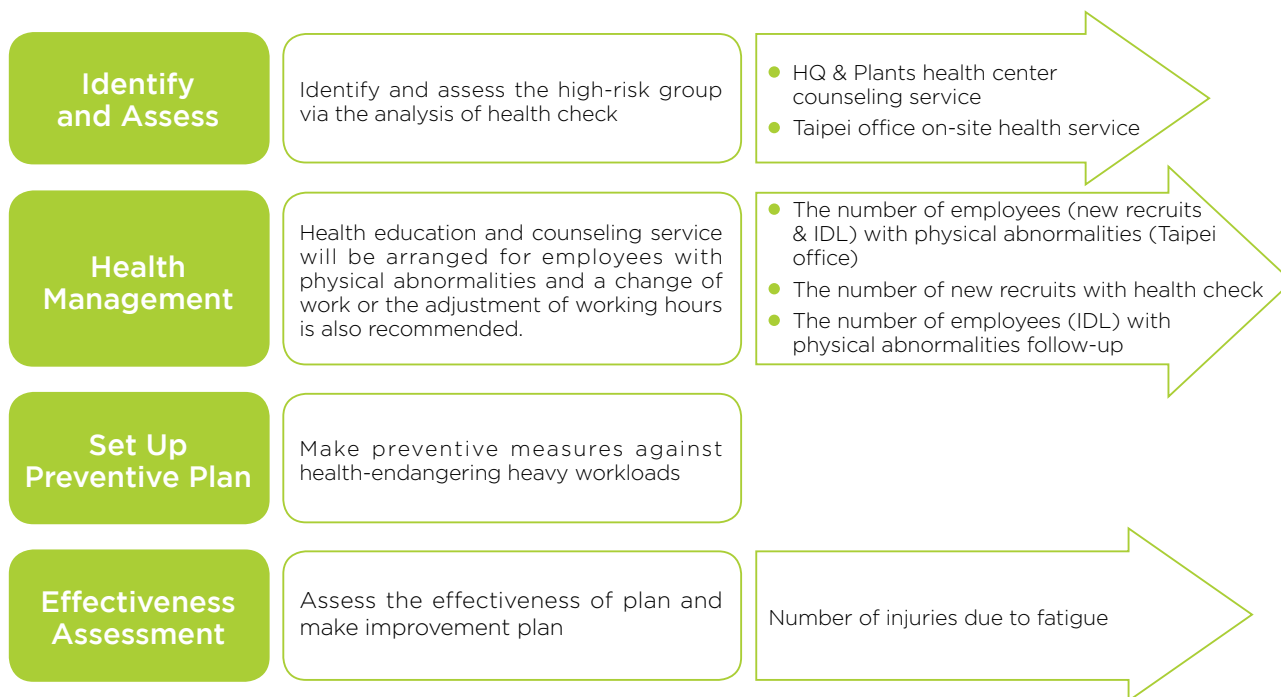 Identify
and Assess
Identify and assess the high-risk group
via the analysis of health check
HQ & Plants health center
counseling service
Taipei office on-site health service
Health
Management
Health education and counseling service
will be arranged for employees with
physical abnormalities and a change of
work or the adjustment of working hours
is also recommended.
The number of employees (new recruits
& IDL) with physical abnormalities (Taipei
office)
The number of new recruits with health check
The number of employees (IDL) with
physical abnormalities follow-up
Set Up
Preventive Plan
Make preventive measures against
health-endangering heavy workloads
Effectiveness
Assessment
Assess the effectiveness of plan and
make improvement plan
Number of injuries due to fatigue